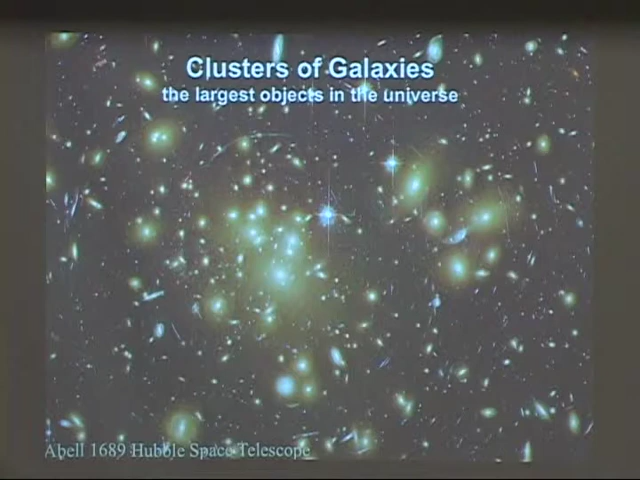 Clusters of Galaxies
the largest objects in the universe
Abell 1689 Hubble Space Telescope